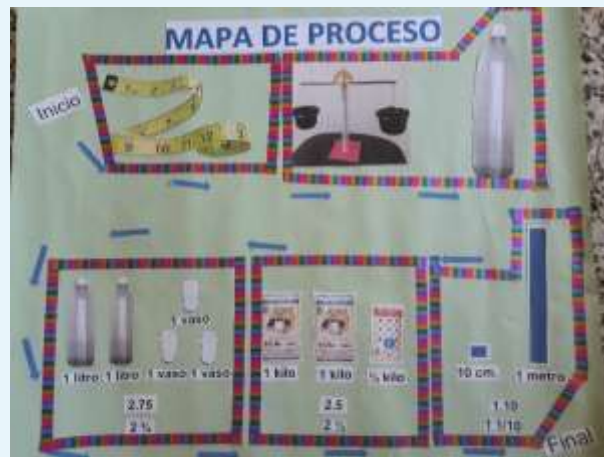 MAPA DE PROCESO
Inicio
1 vaso
1 litro 1 litro 1 vaso 1 vaso
2.75
2 ¾
1 kilo 1 kilo ½ kilo
2.5
2 ½
10 cm. 1 metro
1.10
1 1/10
Final